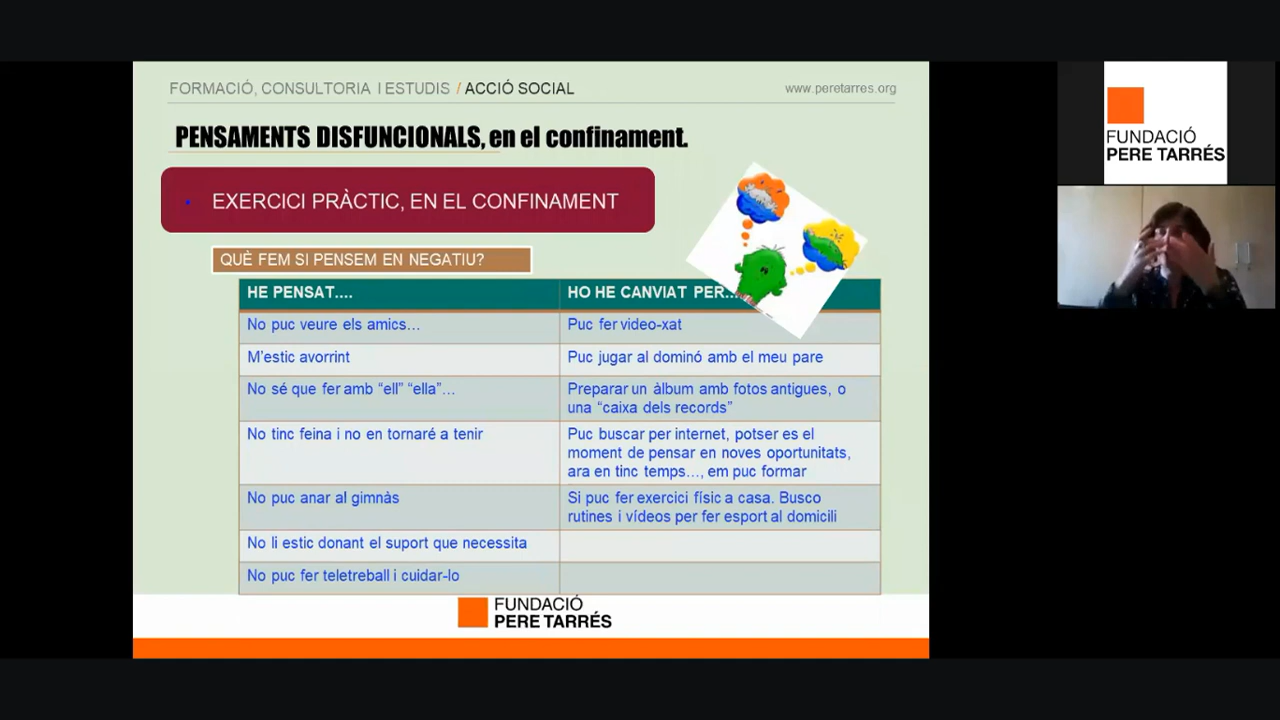 FORMACIÓ, CONSULTORIA I ESTUDIS / ACCIÓ SOCIAL
www.peretarres.org
PENSAMENTS DISFUNCIONALS, en el confinament.
• EXERCICI PRÀCTIC, EN EL CONFINAMENT
QUÈ FEM SI PENSEM EN NEGATIU?
HE PENSAT....
HO HE CANVIAT PER...
No puc veure els amics...
Puc fer video-xat
M'estic avorrint
Puc jugar al dominó amb el meu pare
No sé que fer amb “ell” “ella”...
Preparar un àlbum amb fotos antigues, o
una “caixa dels records”
No tinc feina i no en tornaré a tenir
Puc buscar per internet, potser es el
moment de pensar en noves oportunitats,
ara en tinc temps..., em puc formar
No puc anar al gimnàs
Si puc fer exercici físic a casa. Busco
rutines i vídeos per fer esport al domicili
No li estic donant el suport que necessita
No puc fer teletreball i cuidar-lo
FUNDACIÓ
PERE TARRÉS
FUNDACIÓ
PERE TARRÉS